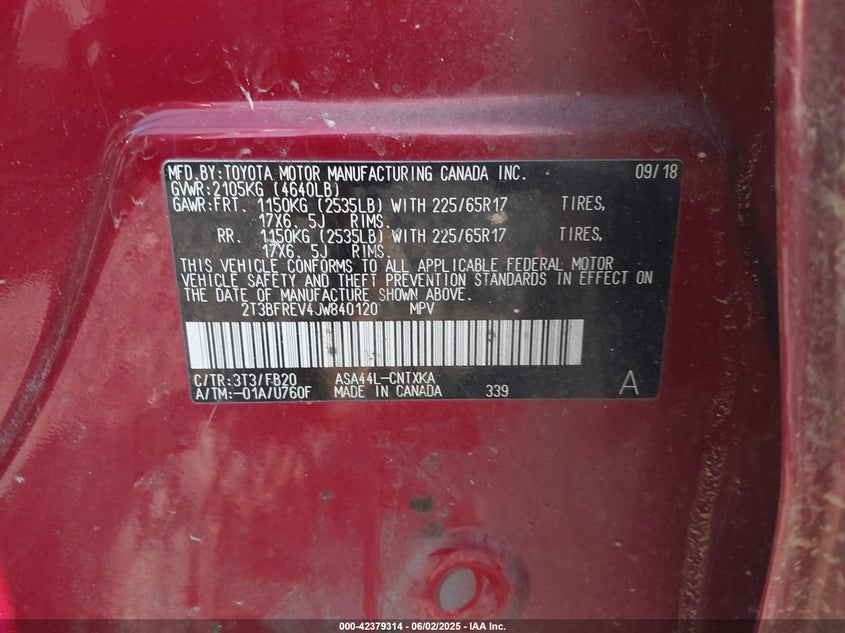 MFD.BY:TOYOTA MOTOR MANUFACTURING CANADA INC. 09/18
GVWR:2105KG (4640LB)
GAWR:FRT. 1150KG (2535LB) WITH 225/65R17 TIRES,
17X6. 5J RIMS.
RR. 1150KG (2535LB) WITH 225/65R17 TIRES,
17X6. 5J RIMS.
THIS VEHICLE CONFORMS TO ALL APPLICABLE FEDERAL MOTOR
VEHICLE SAFETY AND THEFT PREVENTION STANDARDS IN EFFECT ON
THE DATE OF MANUFACTURE SHOWN ABOVE.
2T3BFREV4JW840120 MPV
C/TR:3T3/FB20 ASA44L-CNTXKA
A/TM:-01A/U760F MADE IN CANADA 339 A
000-42379314 - 06/02/2025 - IAA Inc.